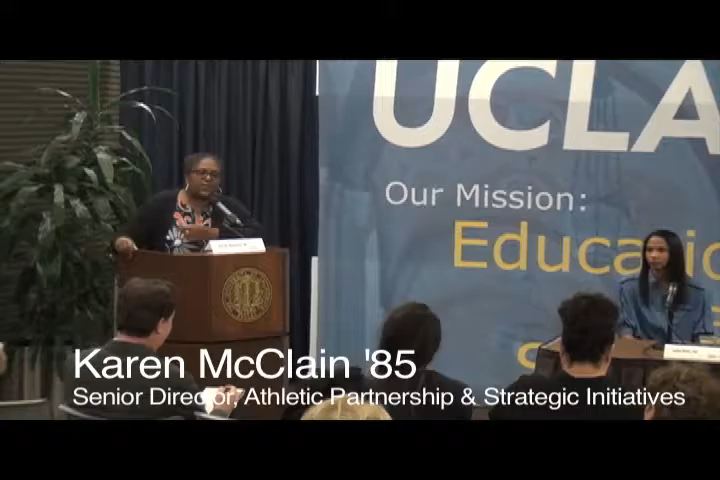 UCLA
Our Mission:
Educatio
Karen McClain '85
Senior Director, Athletic Partnership & Strategic Initiatives